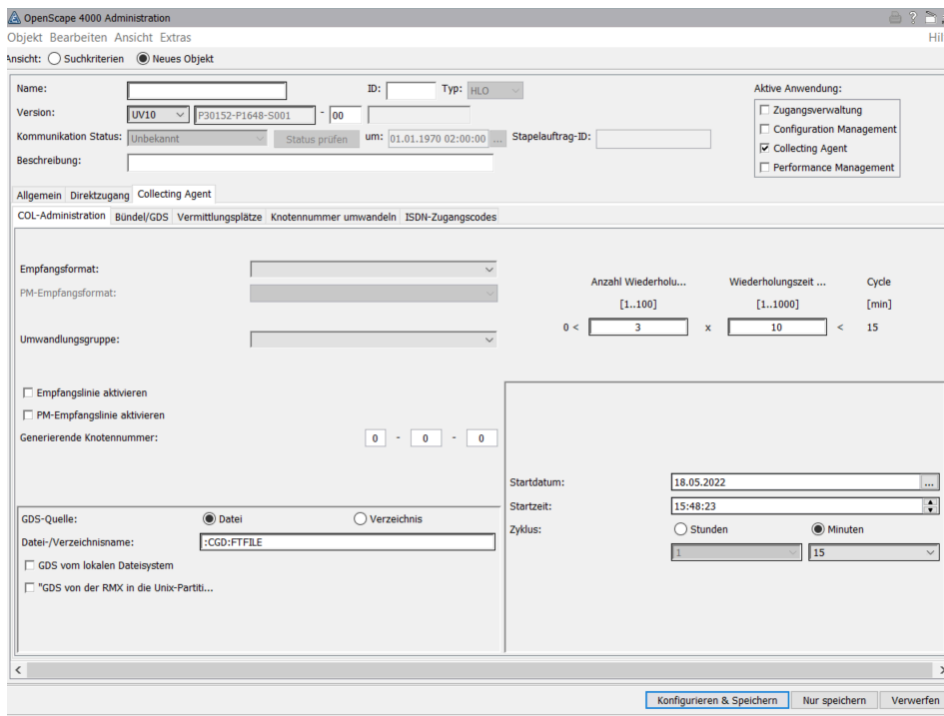 OpenScape 4000 Administration
Objekt Bearbeiten Ansicht Extras Hil
Ansicht: Suchkriterien Neues Objekt
Name: ID: Typ: HLO Aktive Anwendung:
Version: UV10 P30152-P1648-S001 - 00 Zugangsverwaltung
Configuration Management
Kommunikation Status: Unbekannt Status prüfen um: 01.01.1970 02:00:00 ... Stapelauftrag-ID: Collecting Agent
Beschreibung: Performance Management
Allgemein Direktzugang Collecting Agent
COL-Administration Bündel/GDS Vermittlungsplätze Knotennummer umwandeln ISDN-Zugangscodes
Empfangsformat:
Anzahl Wiederholu... Wiederholungszeit ... Cycle
PM-Empfangsformat:
[1..100] [1..1000] [min]
0 < 3 x 10 < 15
Umwandlungsgruppe:
Empfangslinie aktivieren
PM-Empfangslinie aktivieren
Generierende Knotennummer: 0 - 0 - 0
Startdatum: 18.05.2022 ...
Startzeit: 15:48:23
GDS-Quelle: Datei Verzeichnis
Zyklus: Stunden Minuten
Datei-/Verzeichnisname: :CGD:FTFILE
1 15
GDS vom lokalen Dateisystem
"GDS von der RMX in die Unix-Partiti...
Konfigurieren & Speichern Nur speichern Verwerfen